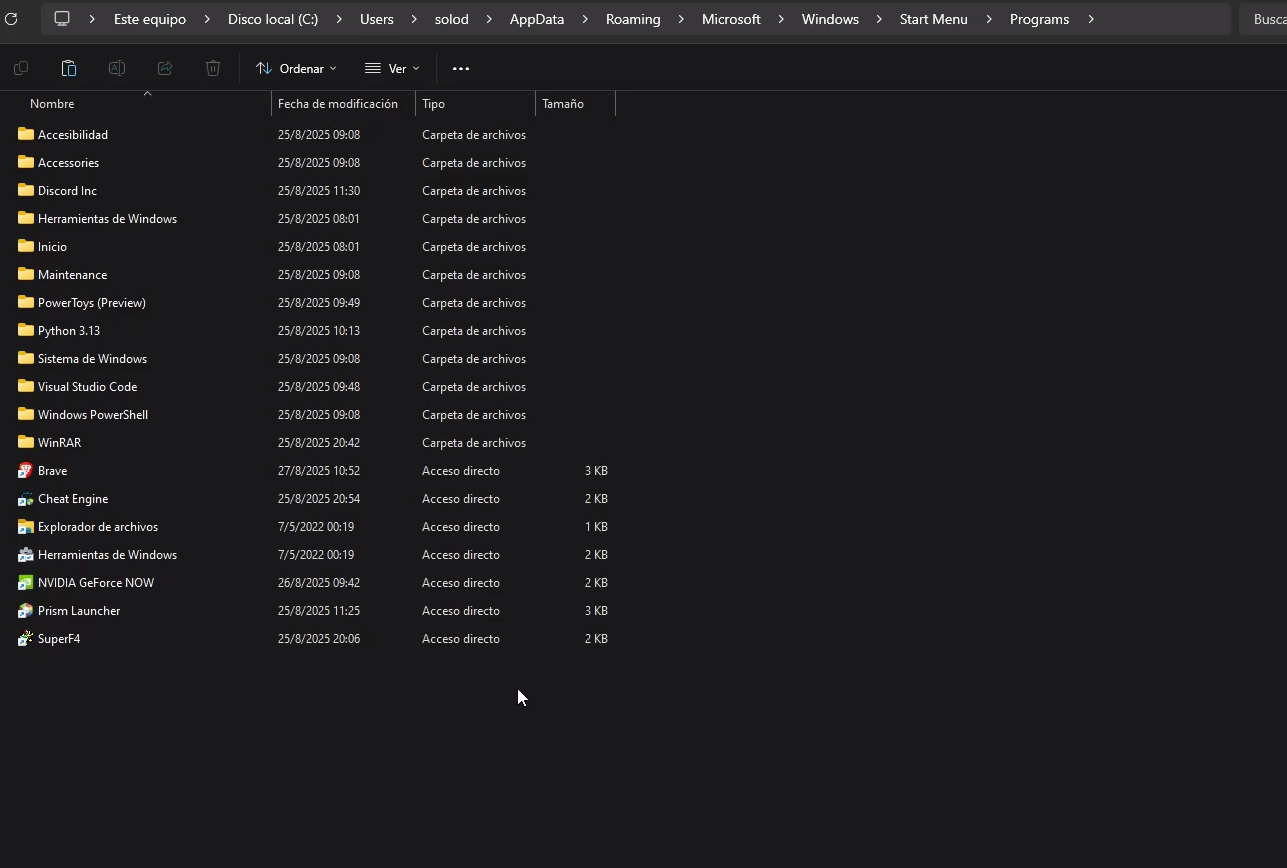 Este equipo > Disco local (C:) > Users > solod > AppData > Roaming > Microsoft > Windows > Start Menu > Programs >
Ordenar Ver
Nombre Fecha de modificación Tipo Tamaño
Accesibilidad 25/8/2025 09:08 Carpeta de archivos
Accessories 25/8/2025 09:08 Carpeta de archivos
Discord Inc 25/8/2025 11:30 Carpeta de archivos
Herramientas de Windows 25/8/2025 08:01 Carpeta de archivos
Inicio 25/8/2025 08:01 Carpeta de archivos
Maintenance 25/8/2025 09:08 Carpeta de archivos
PowerToys (Preview) 25/8/2025 09:49 Carpeta de archivos
Python 3.13 25/8/2025 10:13 Carpeta de archivos
Sistema de Windows 25/8/2025 09:08 Carpeta de archivos
Visual Studio Code 25/8/2025 09:48 Carpeta de archivos
Windows PowerShell 25/8/2025 09:08 Carpeta de archivos
WinRAR 25/8/2025 20:42 Carpeta de archivos
Brave 27/8/2025 10:52 Acceso directo 3 KB
Cheat Engine 25/8/2025 20:54 Acceso directo 2 KB
Explorador de archivos 7/5/2022 00:19 Acceso directo 1 KB
Herramientas de Windows 7/5/2022 00:19 Acceso directo 2 KB
NVIDIA GeForce NOW 26/8/2025 09:42 Acceso directo 2 KB
Prism Launcher 25/8/2025 11:25 Acceso directo 3 KB
SuperF4 25/8/2025 20:06 Acceso directo 2 KB